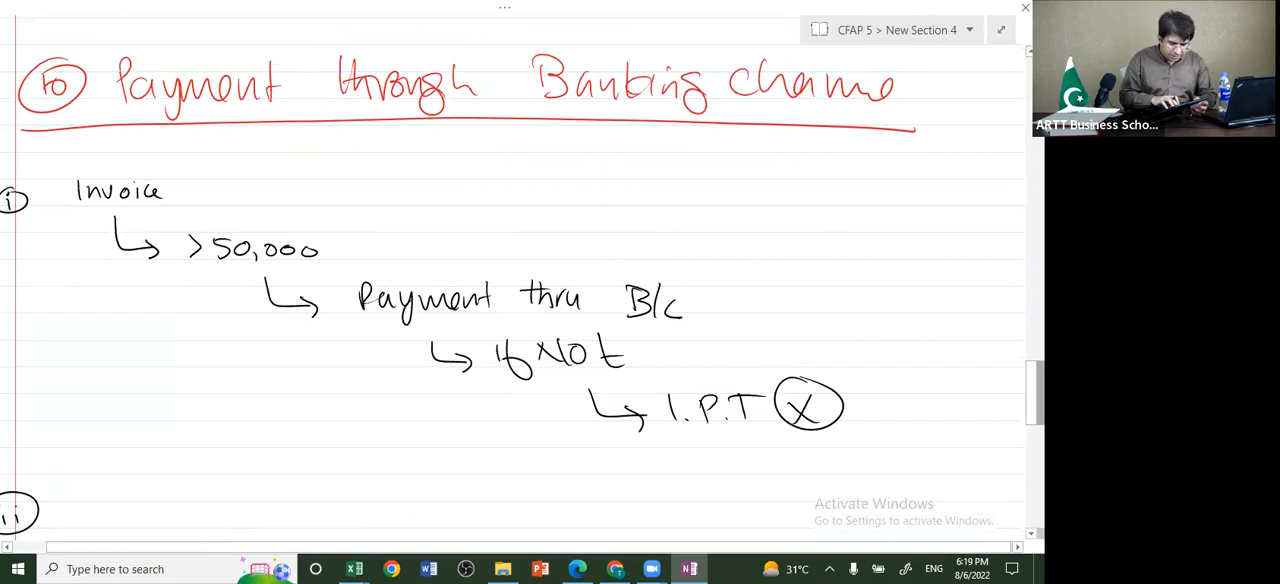 ...
CFAP 5 > New Section 4
10 Payment through Banking Channe
ARTT Business Scho...
i Invoice
> 50,000
Payment thru B/c
if Not
I.P.T X
Activate Windows
Go to Settings to activate Windows.
ii
Type here to search
31°C
ENG
6:19 PM
8/6/2022